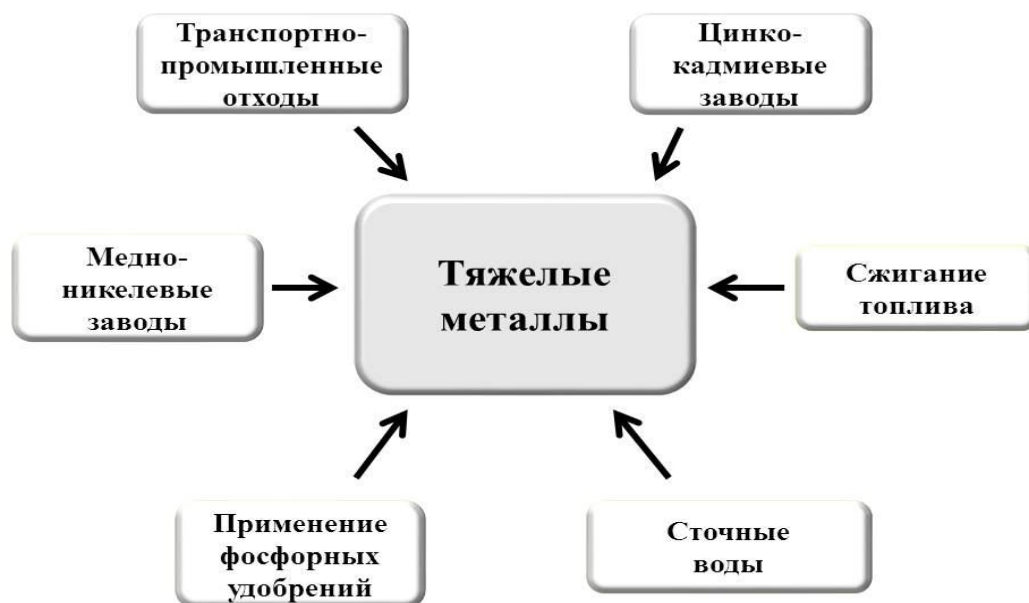 Транспортно-
промышленные
отходы
Цинко-
кадмиевые
заводы
Медно-
никелевые
заводы
Тяжелые
металлы
Сжигание
топлива
Применение
фосфорных
удобрений
Сточные
воды